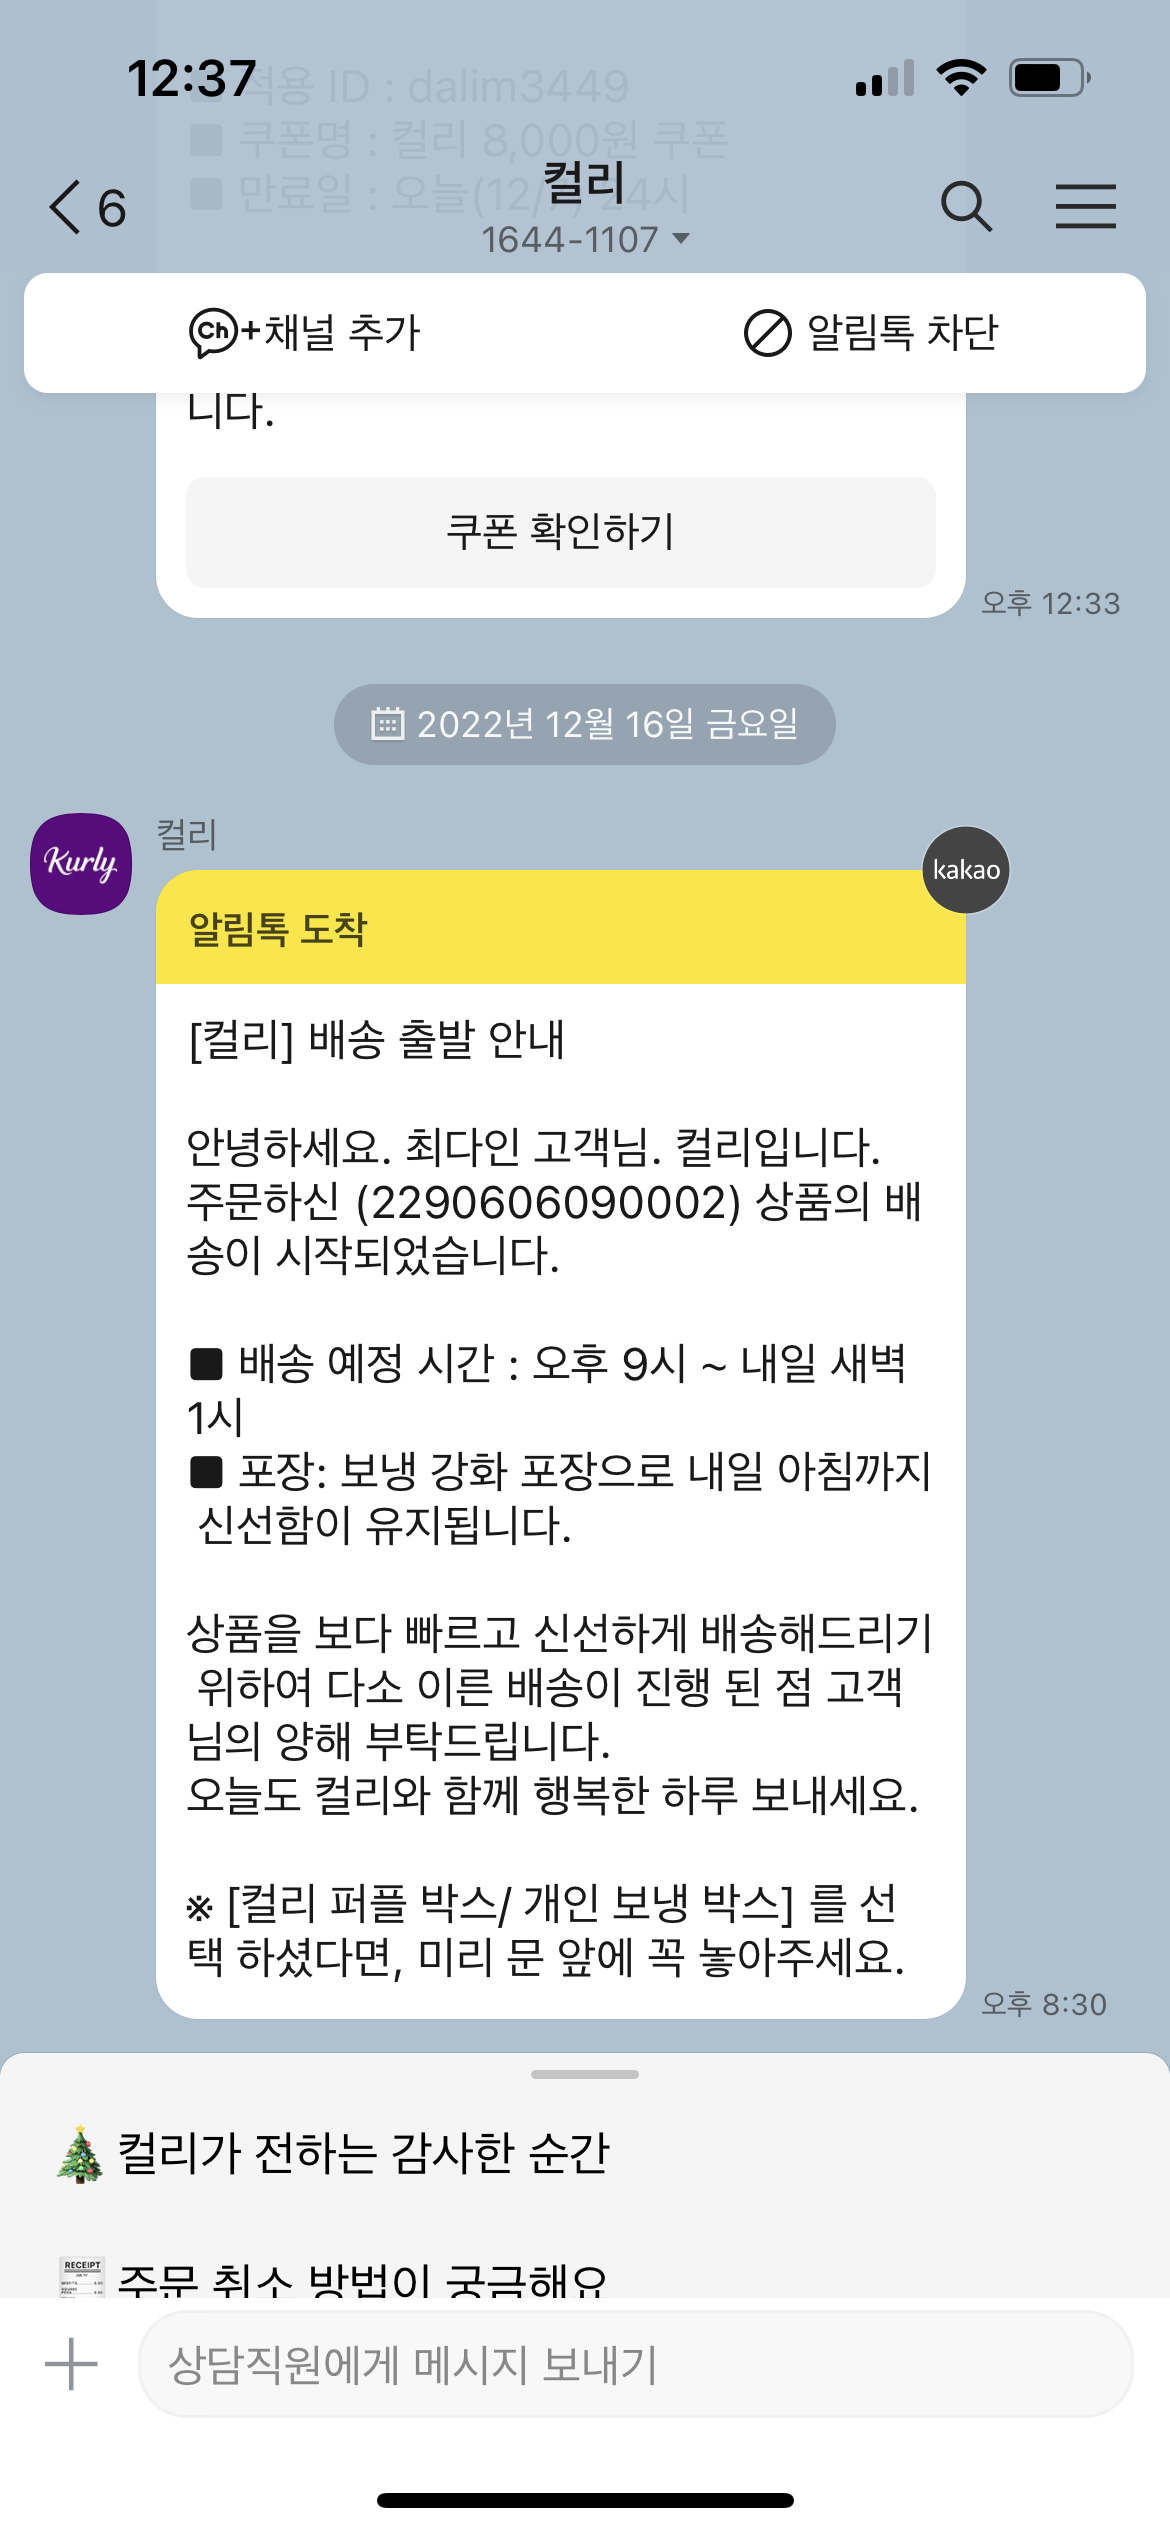 12:37
적용 ID : dalim3449
■ 쿠폰명 : 컬리 8,000원 쿠폰
■ 만료일 : 오늘(12/7) 24시
6
컬리
1644-1107
Ch+채널 추가
알림톡 차단
니다.
쿠폰 확인하기
오후 12:33
2022년 12월 16일 금요일
Kurly
컬리
kakao
알림톡 도착
[컬리] 배송 출발 안내
안녕하세요. 최다인 고객님. 컬리입니다.
주문하신 (2290606090002) 상품의 배
송이 시작되었습니다.
■ 배송 예정 시간 : 오후 9시 ~ 내일 새벽
1시
■ 포장: 보냉 강화 포장으로 내일 아침까지
신선함이 유지됩니다.
상품을 보다 빠르고 신선하게 배송해드리기
위하여 다소 이른 배송이 진행 된 점 고객
님의 양해 부탁드립니다.
오늘도 컬리와 함께 행복한 하루 보내세요.
※ [컬리 퍼플 박스/ 개인 보냉 박스] 를 선
택 하셨다면, 미리 문 앞에 꼭 놓아주세요.
오후 8:30
🎄 컬리가 전하는 감사한 순간
RECEIPT
주문 취소 방법이 궁금해요
상담직원에게 메시지 보내기